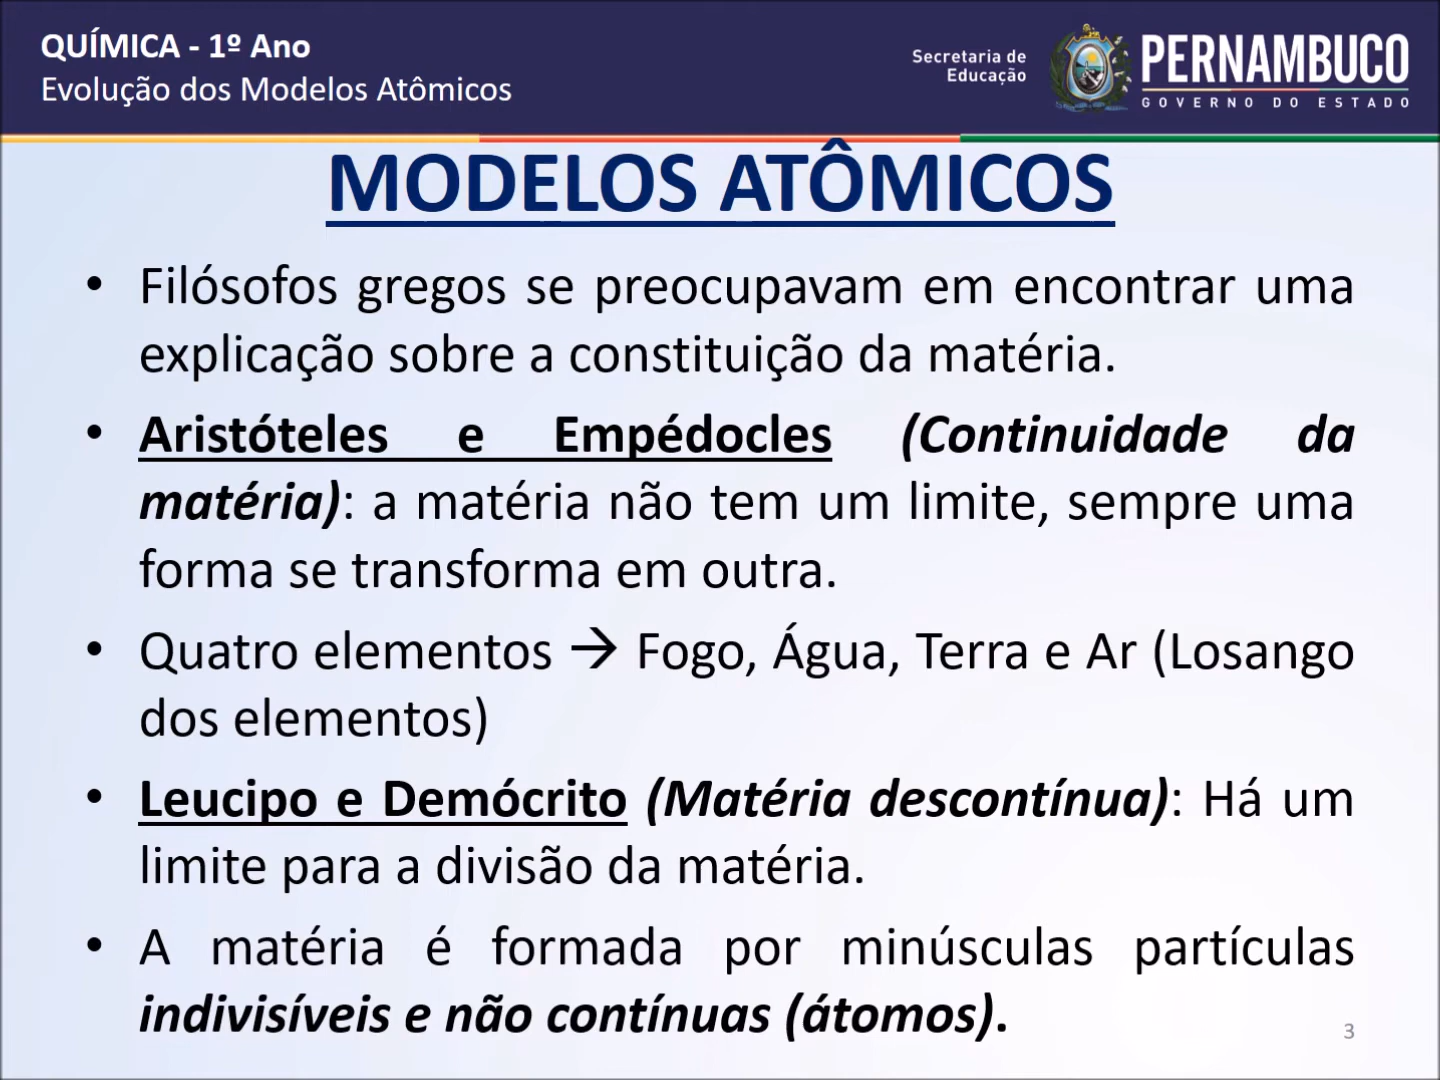 QUÍMICA - 1º Ano
Evolução dos Modelos Atômicos
Secretaria de
Educação
PERNAMBUCO
GOVERNO DO ESTADO
MODELOS ATÔMICOS
• Filósofos gregos se preocupavam em encontrar uma
explicação sobre a constituição da matéria.
• Aristóteles e Empédocles (Continuidade da
matéria): a matéria não tem um limite, sempre uma
forma se transforma em outra.
• Quatro elementos → Fogo, Água, Terra e Ar (Losango
dos elementos)
• Leucipo e Demócrito (Matéria descontínua): Há um
limite para a divisão da matéria.
• A matéria é formada por minúsculas partículas
indivisíveis e não contínuas (átomos).
3